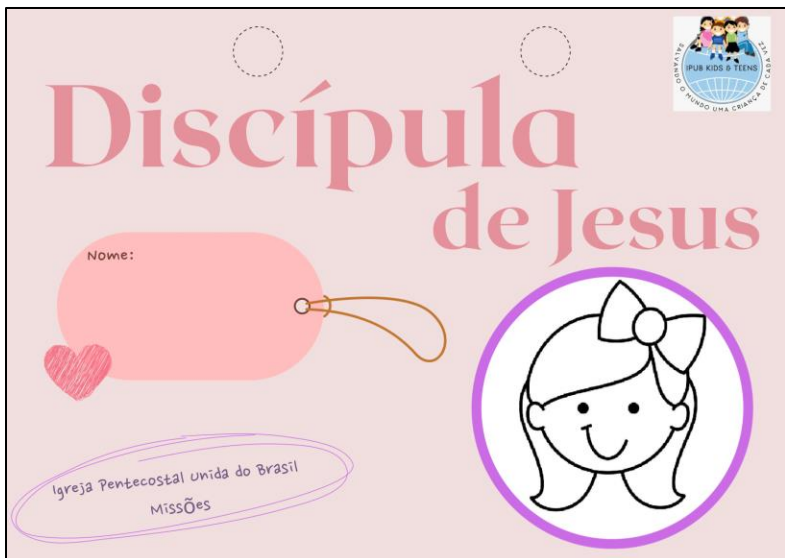 Discípula
de Jesus
IPUB KIDS & TEENS
SALVANDO O MUNDO UMA CRIANÇA DE CADA VEZ
Nome:
Igreja Pentecostal Unida do Brasil
Missões